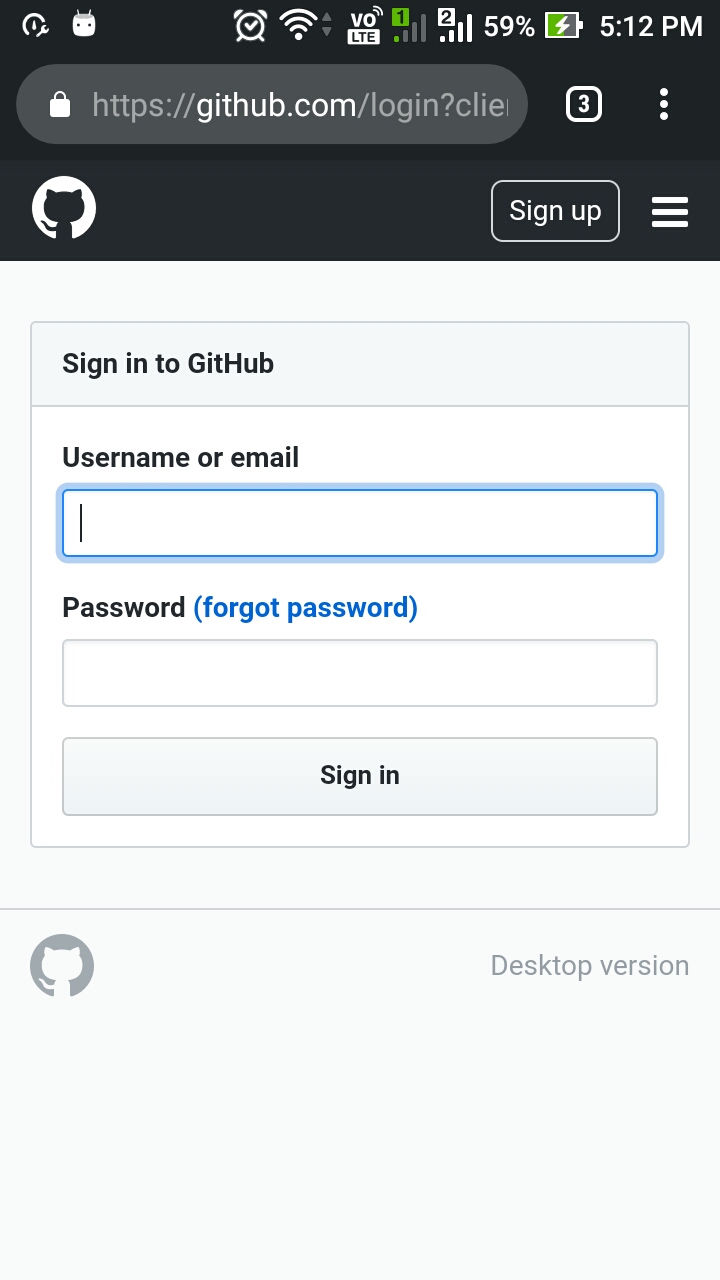 VO LTE 1 2 59% 5:12 PM
https://github.com/login?clie
3
Sign up
Sign in to GitHub
Username or email
Password (forgot password)
Sign in
Desktop version